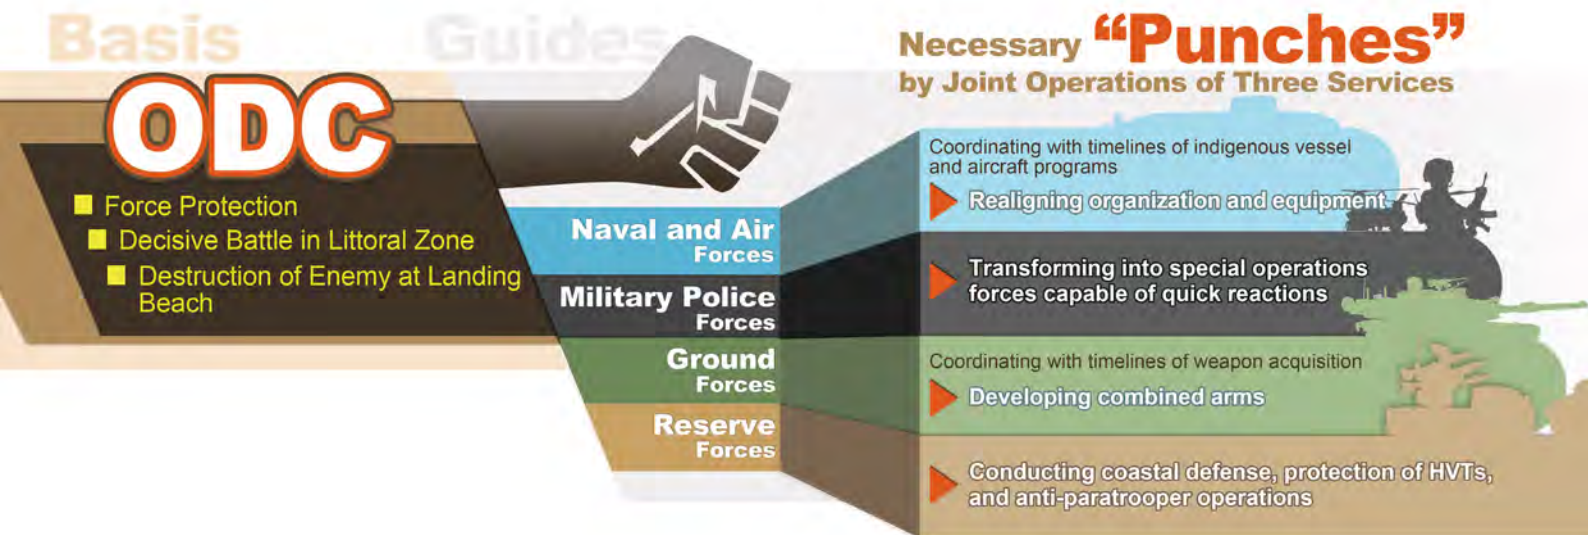 Basis
Guides
ODC
Force Protection
Decisive Battle in Littoral Zone
Destruction of Enemy at Landing
Beach
Necessary “Punches”
by Joint Operations of Three Services
Naval and Air
Forces
Coordinating with timelines of indigenous vessel
and aircraft programs
Realigning organization and equipment
Military Police
Forces
Transforming into special operations
forces capable of quick reactions
Ground
Forces
Coordinating with timelines of weapon acquisition
Developing combined arms
Reserve
Forces
Conducting coastal defense, protection of HVTs,
and anti-paratrooper operations